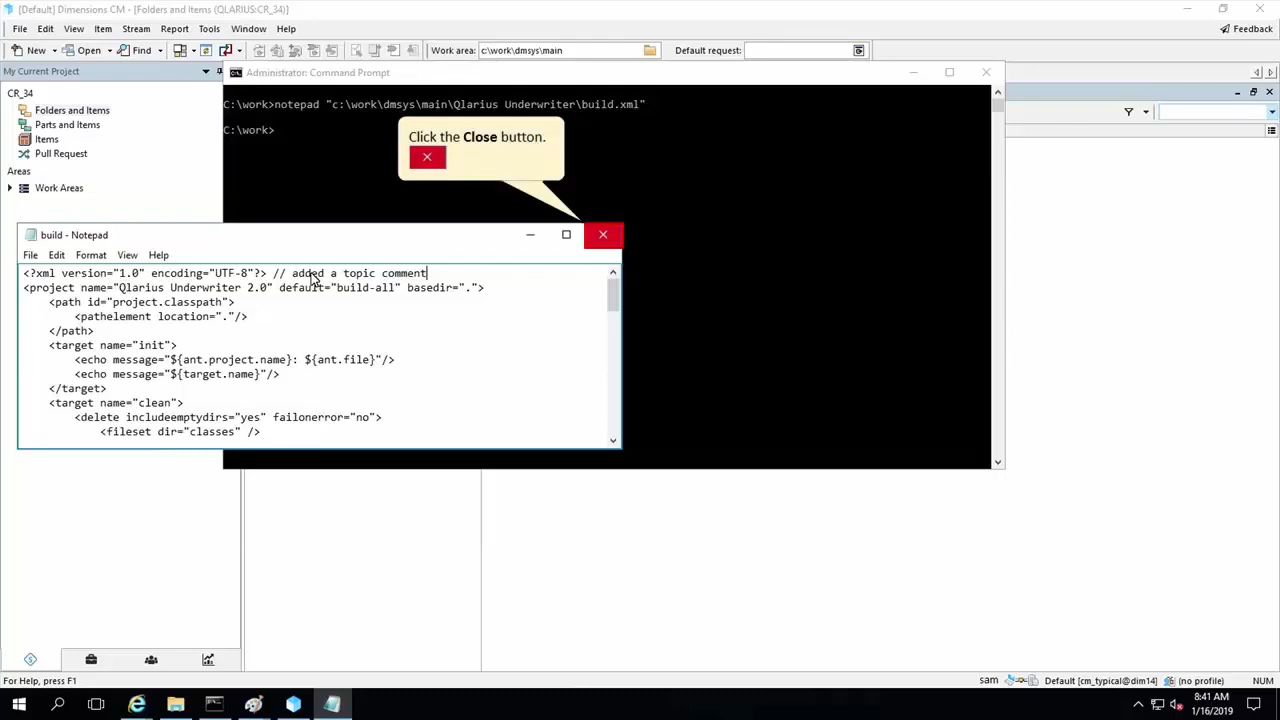 [Default] Dimensions CM - [Folders and Items (QLARIUS:CR_34)]
File Edit View Item Stream Report Tools Window Help
New Open Find Work area: c:\work\dmsys\main Default request: Feedback
My Current Project
CR_34
Folders and Items
Parts and Items
Items
Pull Request
Areas
Work Areas
Administrator: Command Prompt
C:\work>notepad "c:\work\dmsys\main\Qlarius Underwriter\build.xml"
C:\work>
Click the Close button.
build - Notepad
File Edit Format View Help
<?xml version="1.0" encoding="UTF-8"?> // added a topic comment
<project name="Qlarius Underwriter 2.0" default="build-all" basedir=".">
<path id="project.classpath">
<pathelement location="."/>
</path>
<target name="init">
<echo message="${ant.project.name}: ${ant.file}"/>
<echo message="${target.name}"/>
</target>
<target name="clean">
<delete includeemptydirs="yes" failonerror="no">
<fileset dir="classes" />
For Help, press F1
sam Default [cm_typical@dim14] (no profile) NUM
8:41 AM
1/16/2019